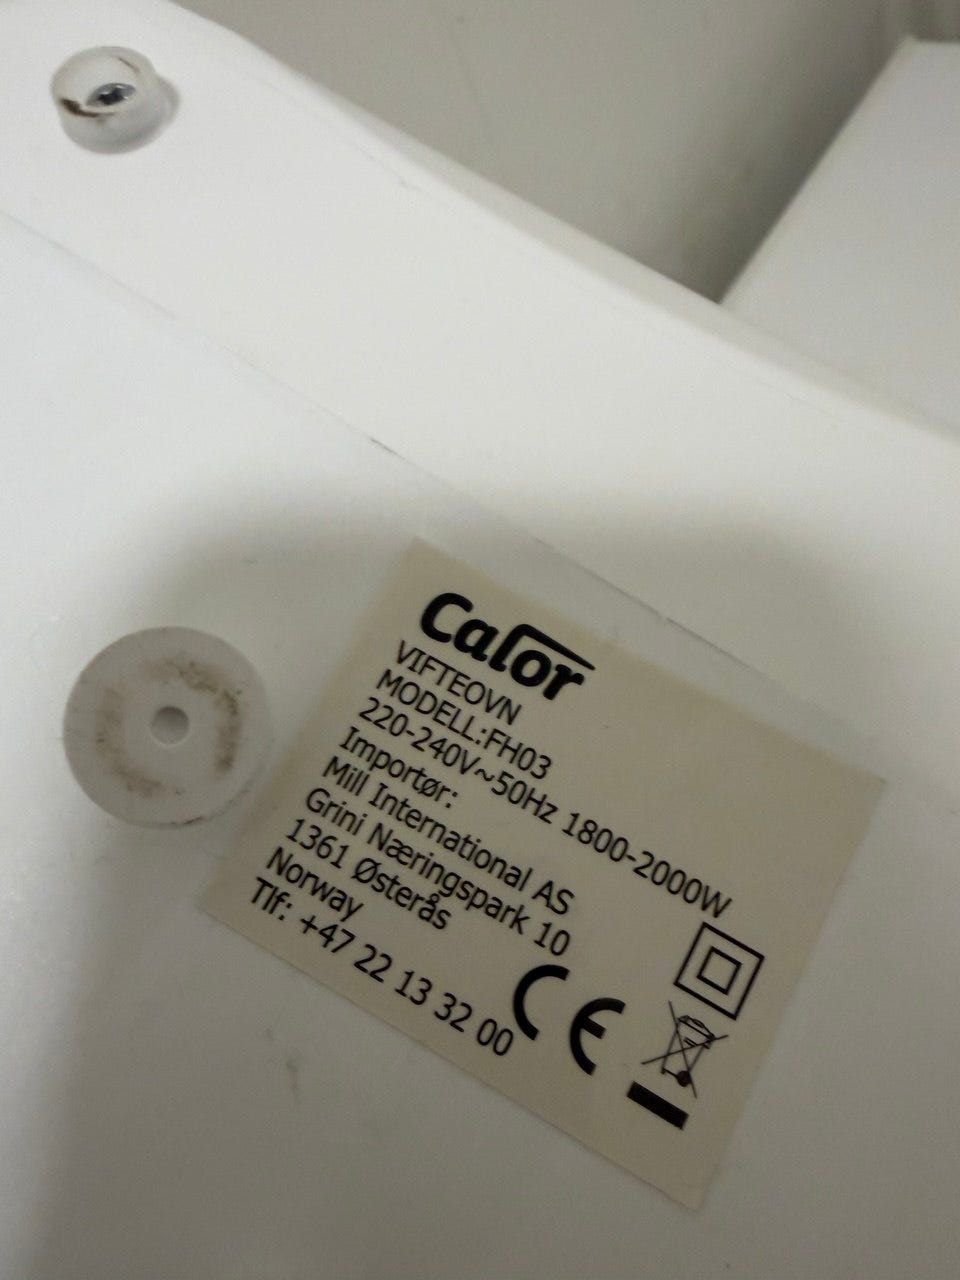 Calor
VIFTEOVN
MODELL:FH03
220-240V~50Hz 1800-2000W
Importør:
Mill International AS
Grini Næringspark 10
1361 Østerås
Norway
Tlf: +47 22 13 32 00
CE